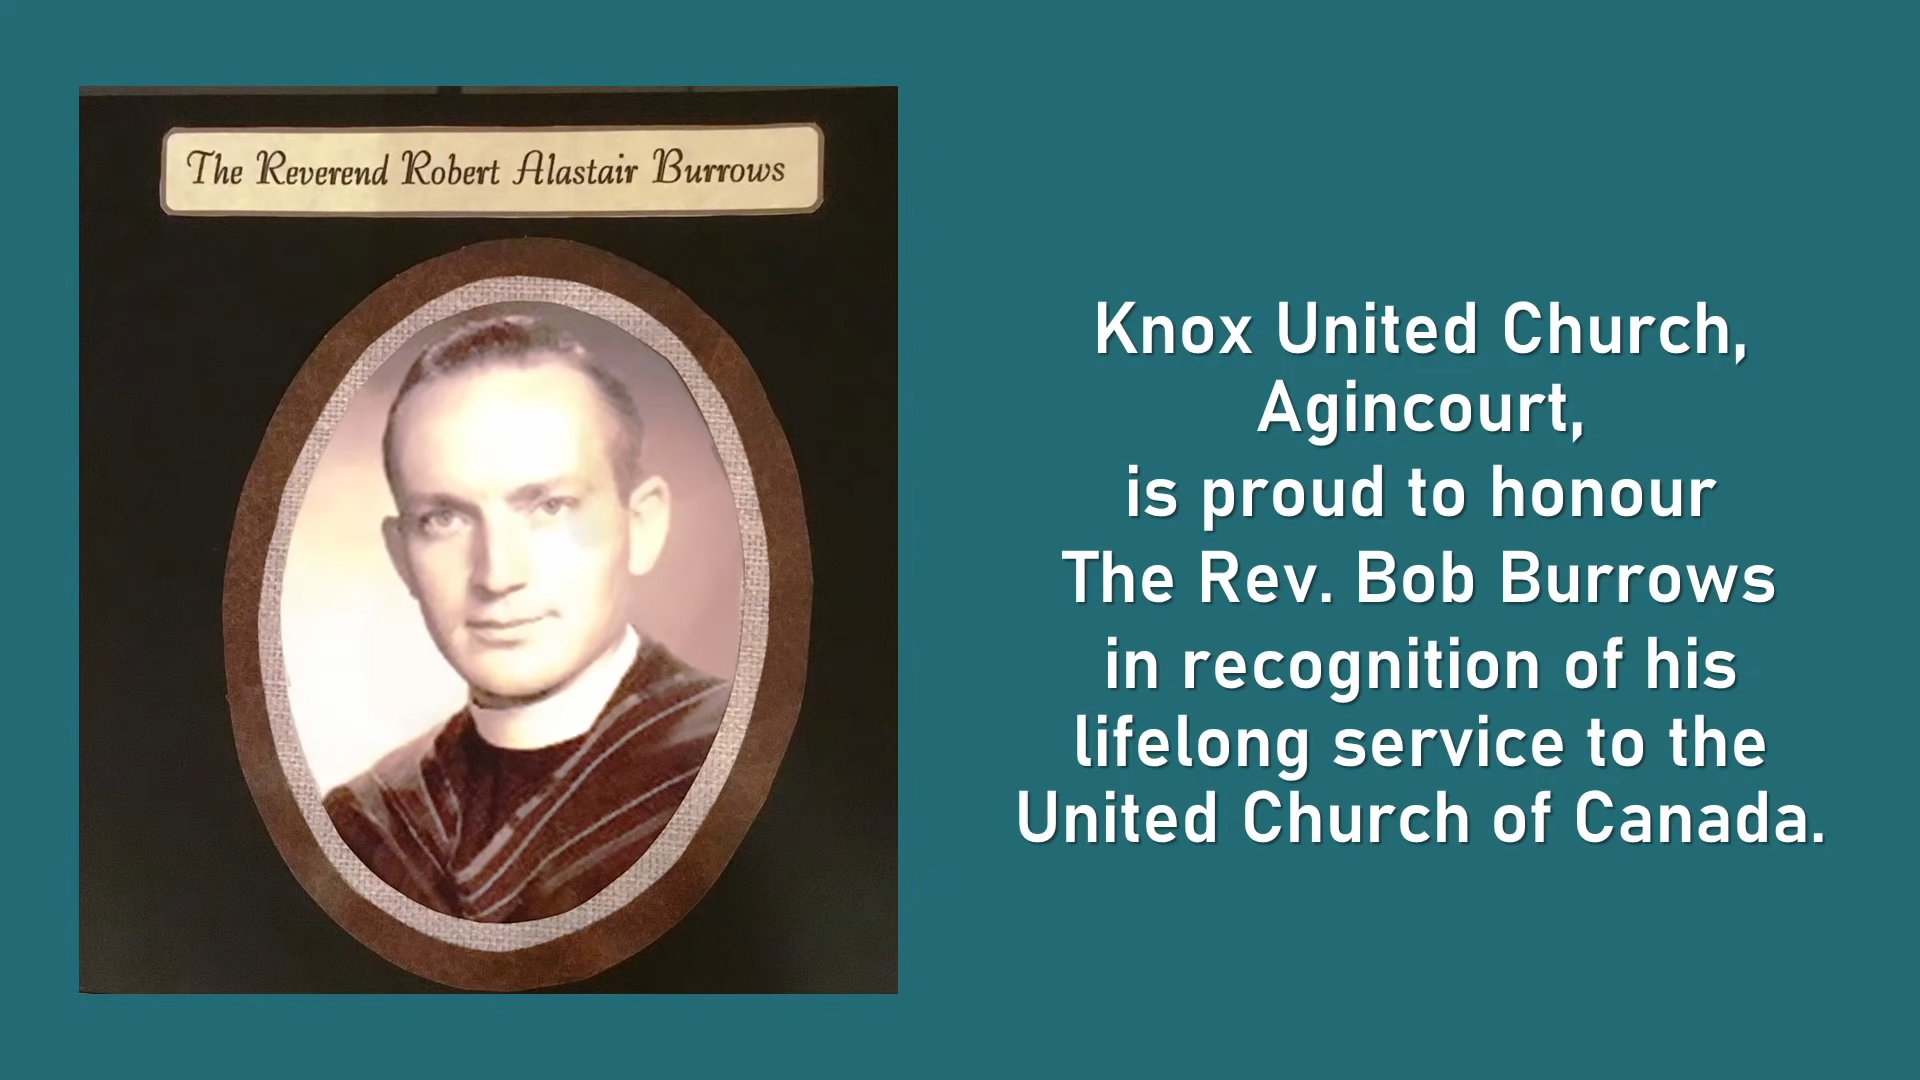 The Reverend Robert Alastair Burrows
Knox United Church,
Agincourt,
is proud to honour
The Rev. Bob Burrows
in recognition of his
lifelong service to the
United Church of Canada.